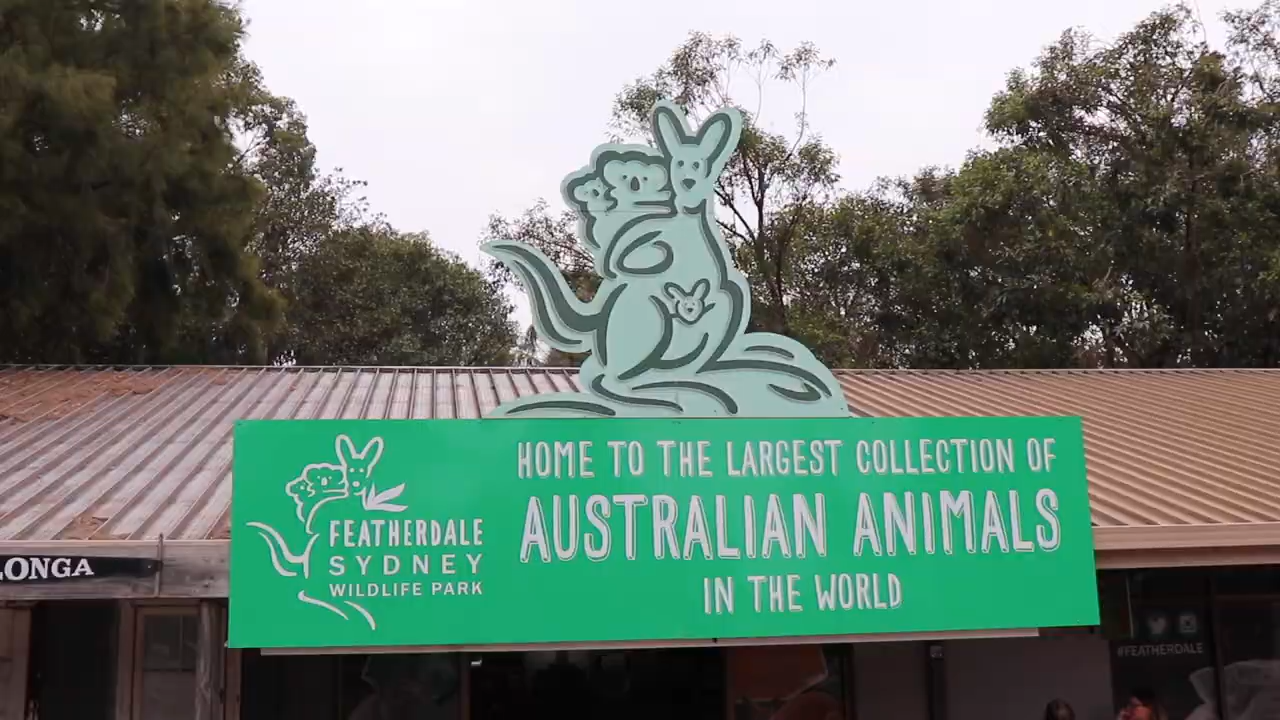 HOME TO THE LARGEST COLLECTION OF
AUSTRALIAN ANIMALS
IN THE WORLD
FEATHERDALE
SYDNEY
WILDLIFE PARK
LONGA
#FEATHERDALE